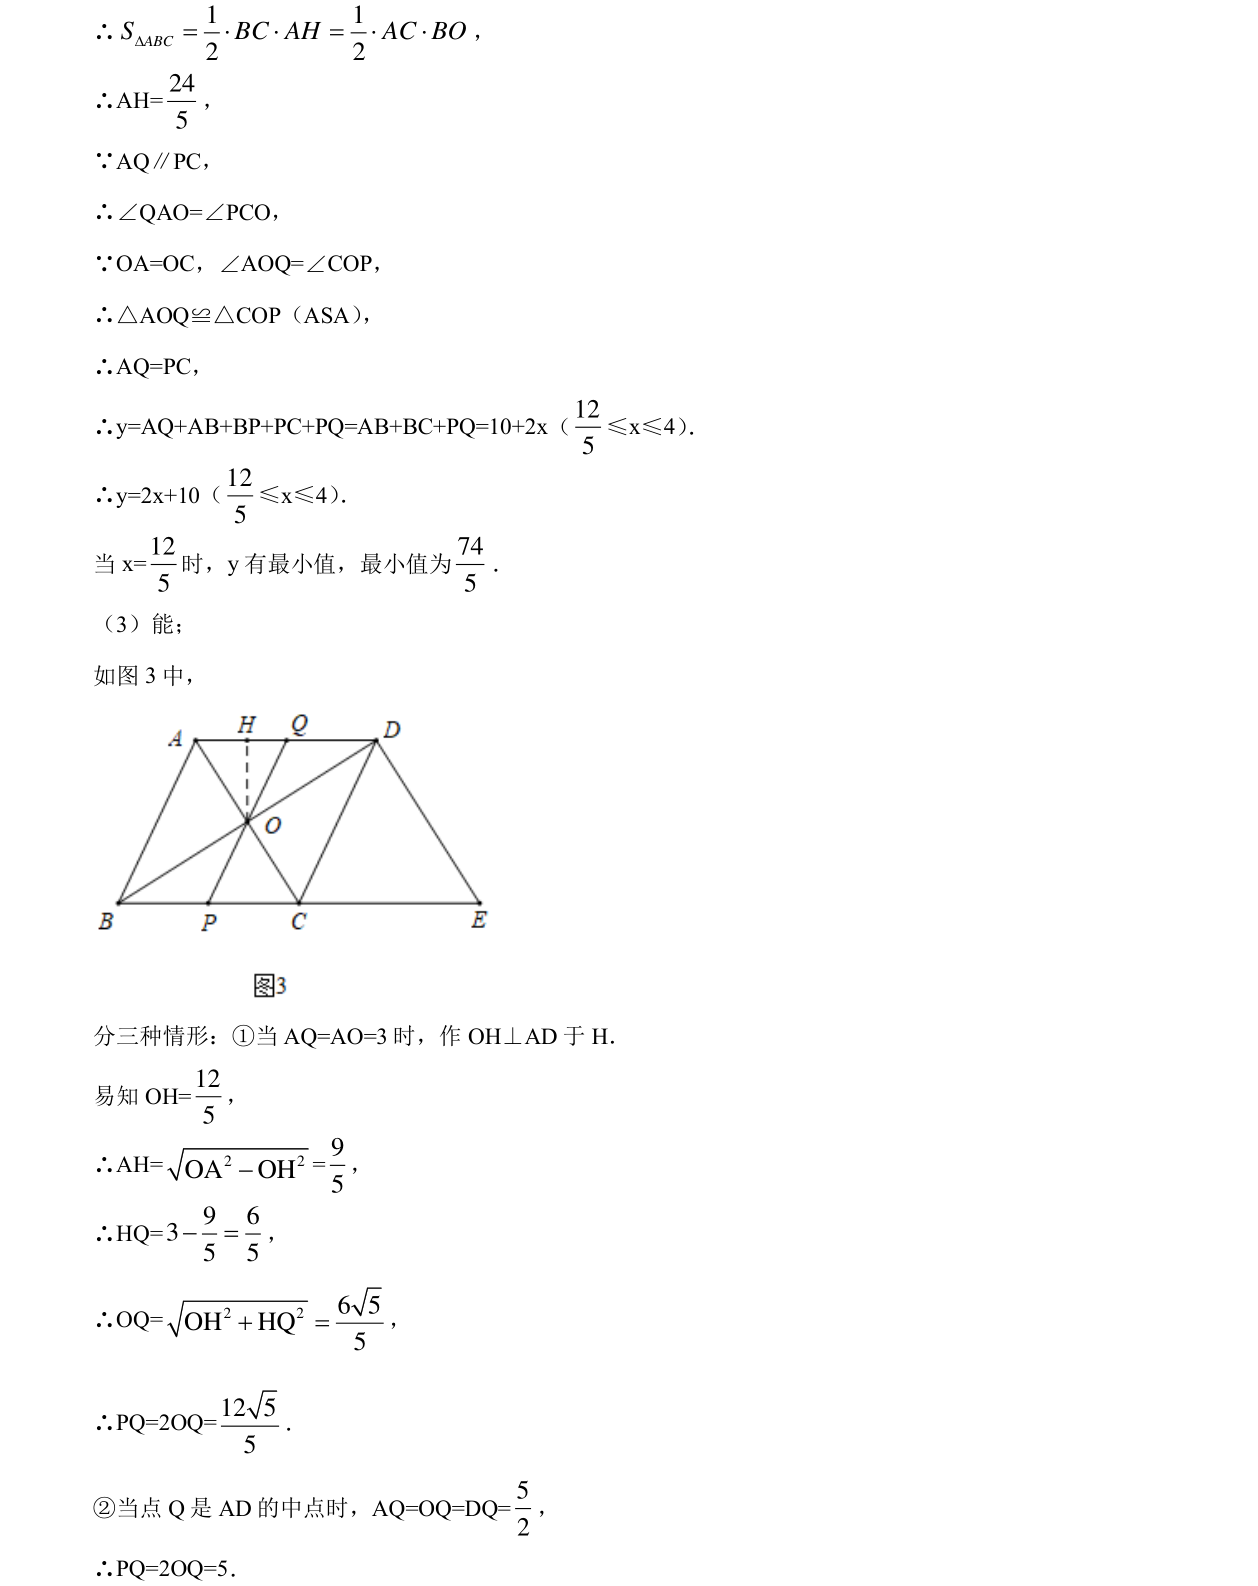 ∴S△ABC=1/2·BC·AH=1/2·AC·BO，
∴AH=24/5，
∵AQ∥PC，
∴∠QAO=∠PCO，
∵OA=OC，∠AOQ=∠COP，
∴△AOQ≌△COP（ASA），
∴AQ=PC，
∴y=AQ+AB+BP+PC+PQ=AB+BC+PQ=10+2x（12/5≤x≤4）．
∴y=2x+10（12/5≤x≤4）．
当 x=12/5时，y 有最小值，最小值为74/5．
（3）能；
如图 3 中，
A H Q D
O
B P C E
图3
分三种情形：①当 AQ=AO=3 时，作 OH⊥AD 于 H．
易知 OH=12/5，
∴AH=√(OA²−OH²)=9/5，
∴HQ=3−9/5=6/5，
∴OQ=√(OH²+HQ²)=6√5/5，
∴PQ=2OQ=12√5/5．
②当点 Q 是 AD 的中点时，AQ=OQ=DQ=5/2，
∴PQ=2OQ=5．